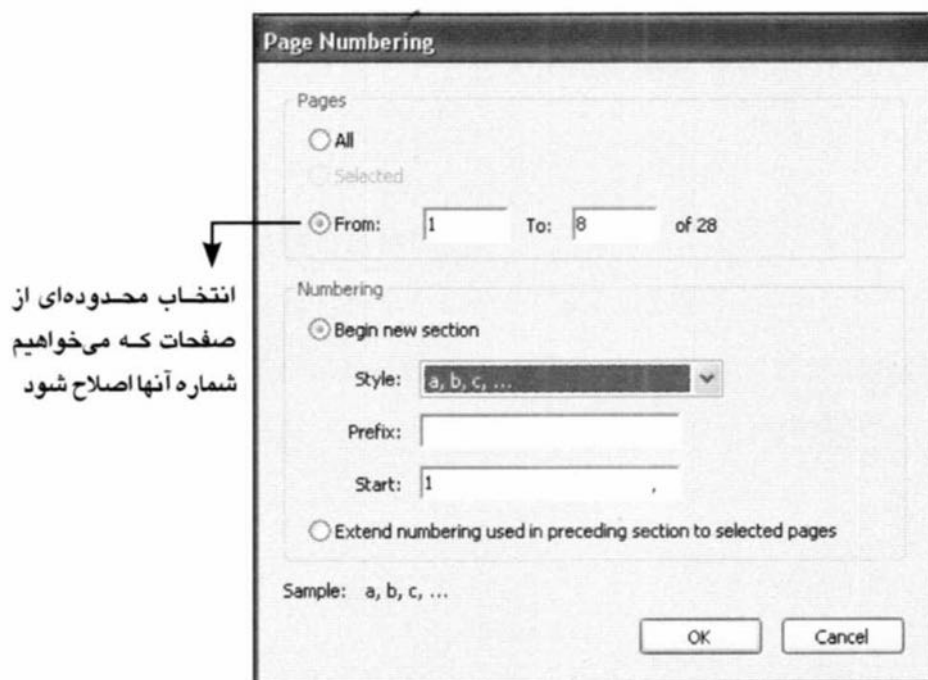 Page Numbering
Pages
All
Selected
From: 1 To: 8 of 28
انتخاب محدوده‌ای از
صفحات که می‌خواهیم
شماره آنها اصلاح شود
Numbering
Begin new section
Style: a, b, c, ...
Prefix:
Start: 1
Extend numbering used in preceding section to selected pages
Sample: a, b, c, ...
OK Cancel